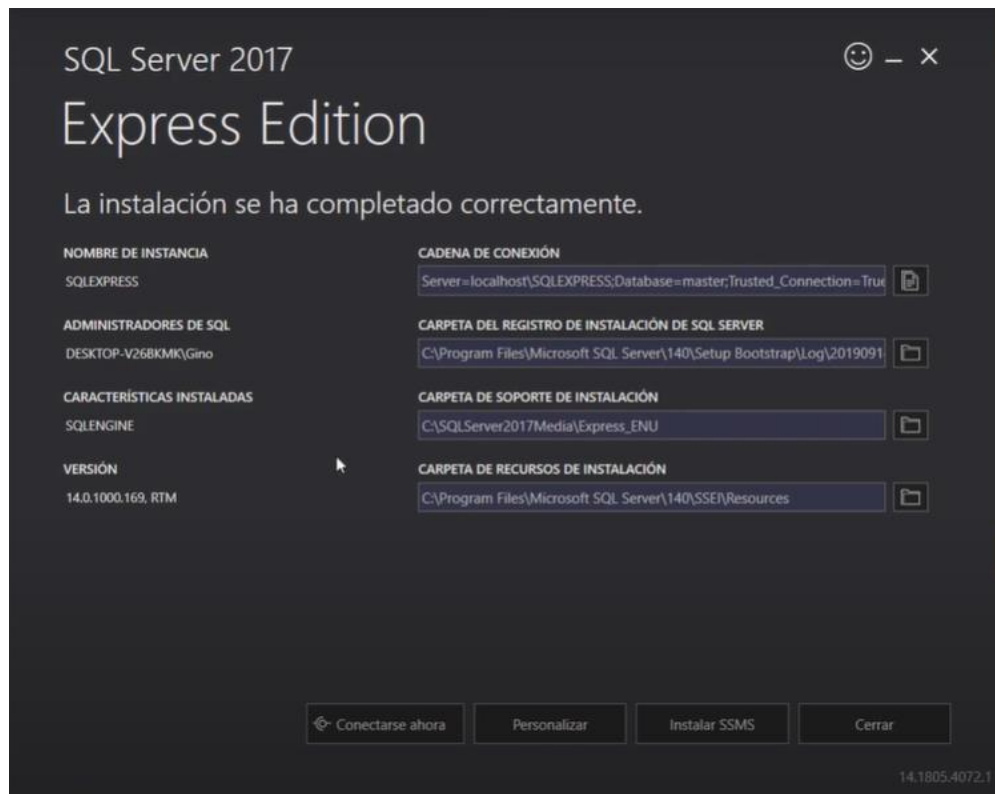 SQL Server 2017
Express Edition
La instalación se ha completado correctamente.
NOMBRE DE INSTANCIA
SQLEXPRESS
CADENA DE CONEXIÓN
Server=localhost\SQLEXPRESS;Database=master;Trusted_Connection=True
ADMINISTRADORES DE SQL
DESKTOP-V26BKMK\Gino
CARPETA DEL REGISTRO DE INSTALACIÓN DE SQL SERVER
C:\Program Files\Microsoft SQL Server\140\Setup Bootstrap\Log\2019091
CARACTERÍSTICAS INSTALADAS
SQLENGINE
CARPETA DE SOPORTE DE INSTALACIÓN
C:\SQLServer2017Media\Express_ENU
VERSIÓN
14.0.1000.169, RTM
CARPETA DE RECURSOS DE INSTALACIÓN
C:\Program Files\Microsoft SQL Server\140\SSEI\Resources
Conectarse ahora
Personalizar
Instalar SSMS
Cerrar
14.1805.4072.1